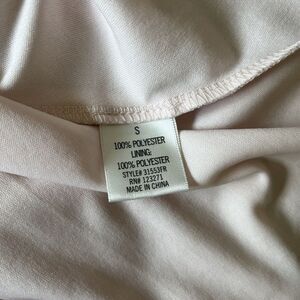 S
100% POLYESTER
LINING:
100% POLYESTER
STYLE# 31553FR
RN# 123271
MADE IN CHINA